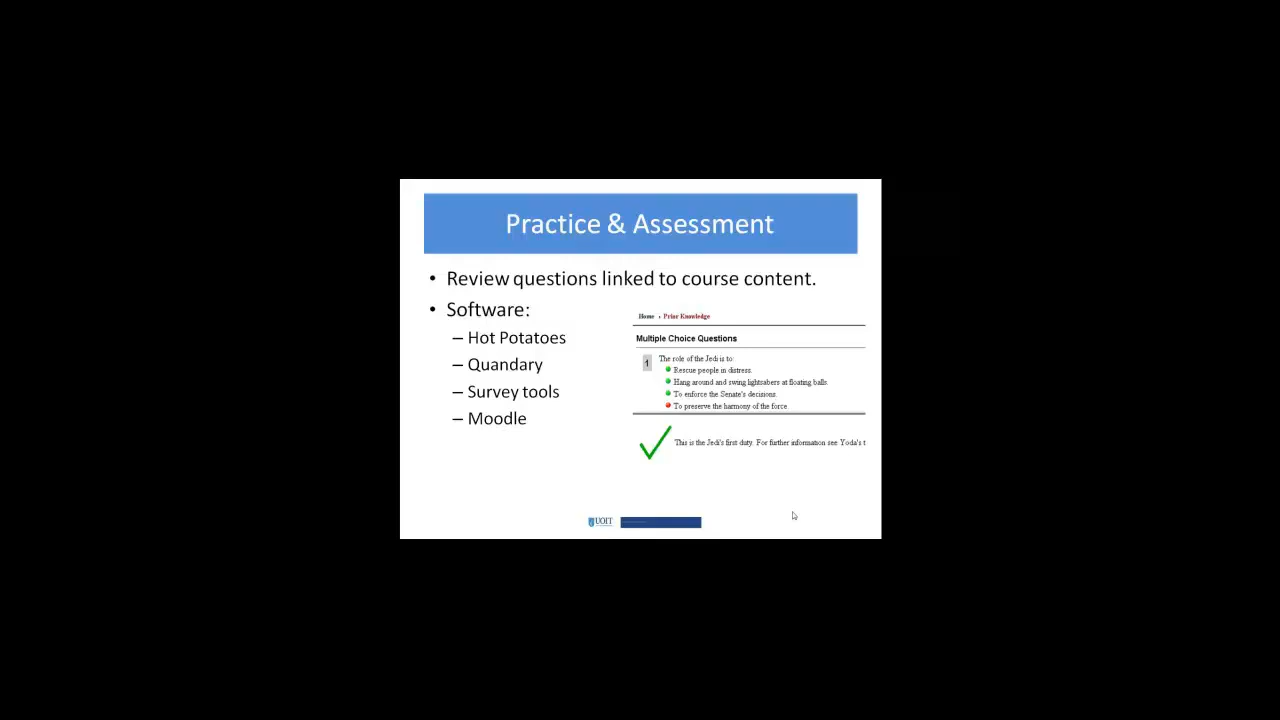 Practice & Assessment
• Review questions linked to course content.
• Software:
– Hot Potatoes
– Quandary
– Survey tools
– Moodle
Home › Prior Knowledge
Multiple Choice Questions
1 The role of the Jedi is to:
Rescue people in distress.
Hang around and swing lightsabers at floating balls.
To enforce the Senate's decisions.
To preserve the harmony of the force
This is the Jedi's first duty. For further information see Yoda's t
UOIT